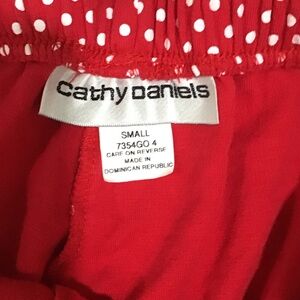 Cathy Daniels
SMALL
7354GO 4
CARE ON REVERSE
MADE IN
DOMINICAN REPUBLIC